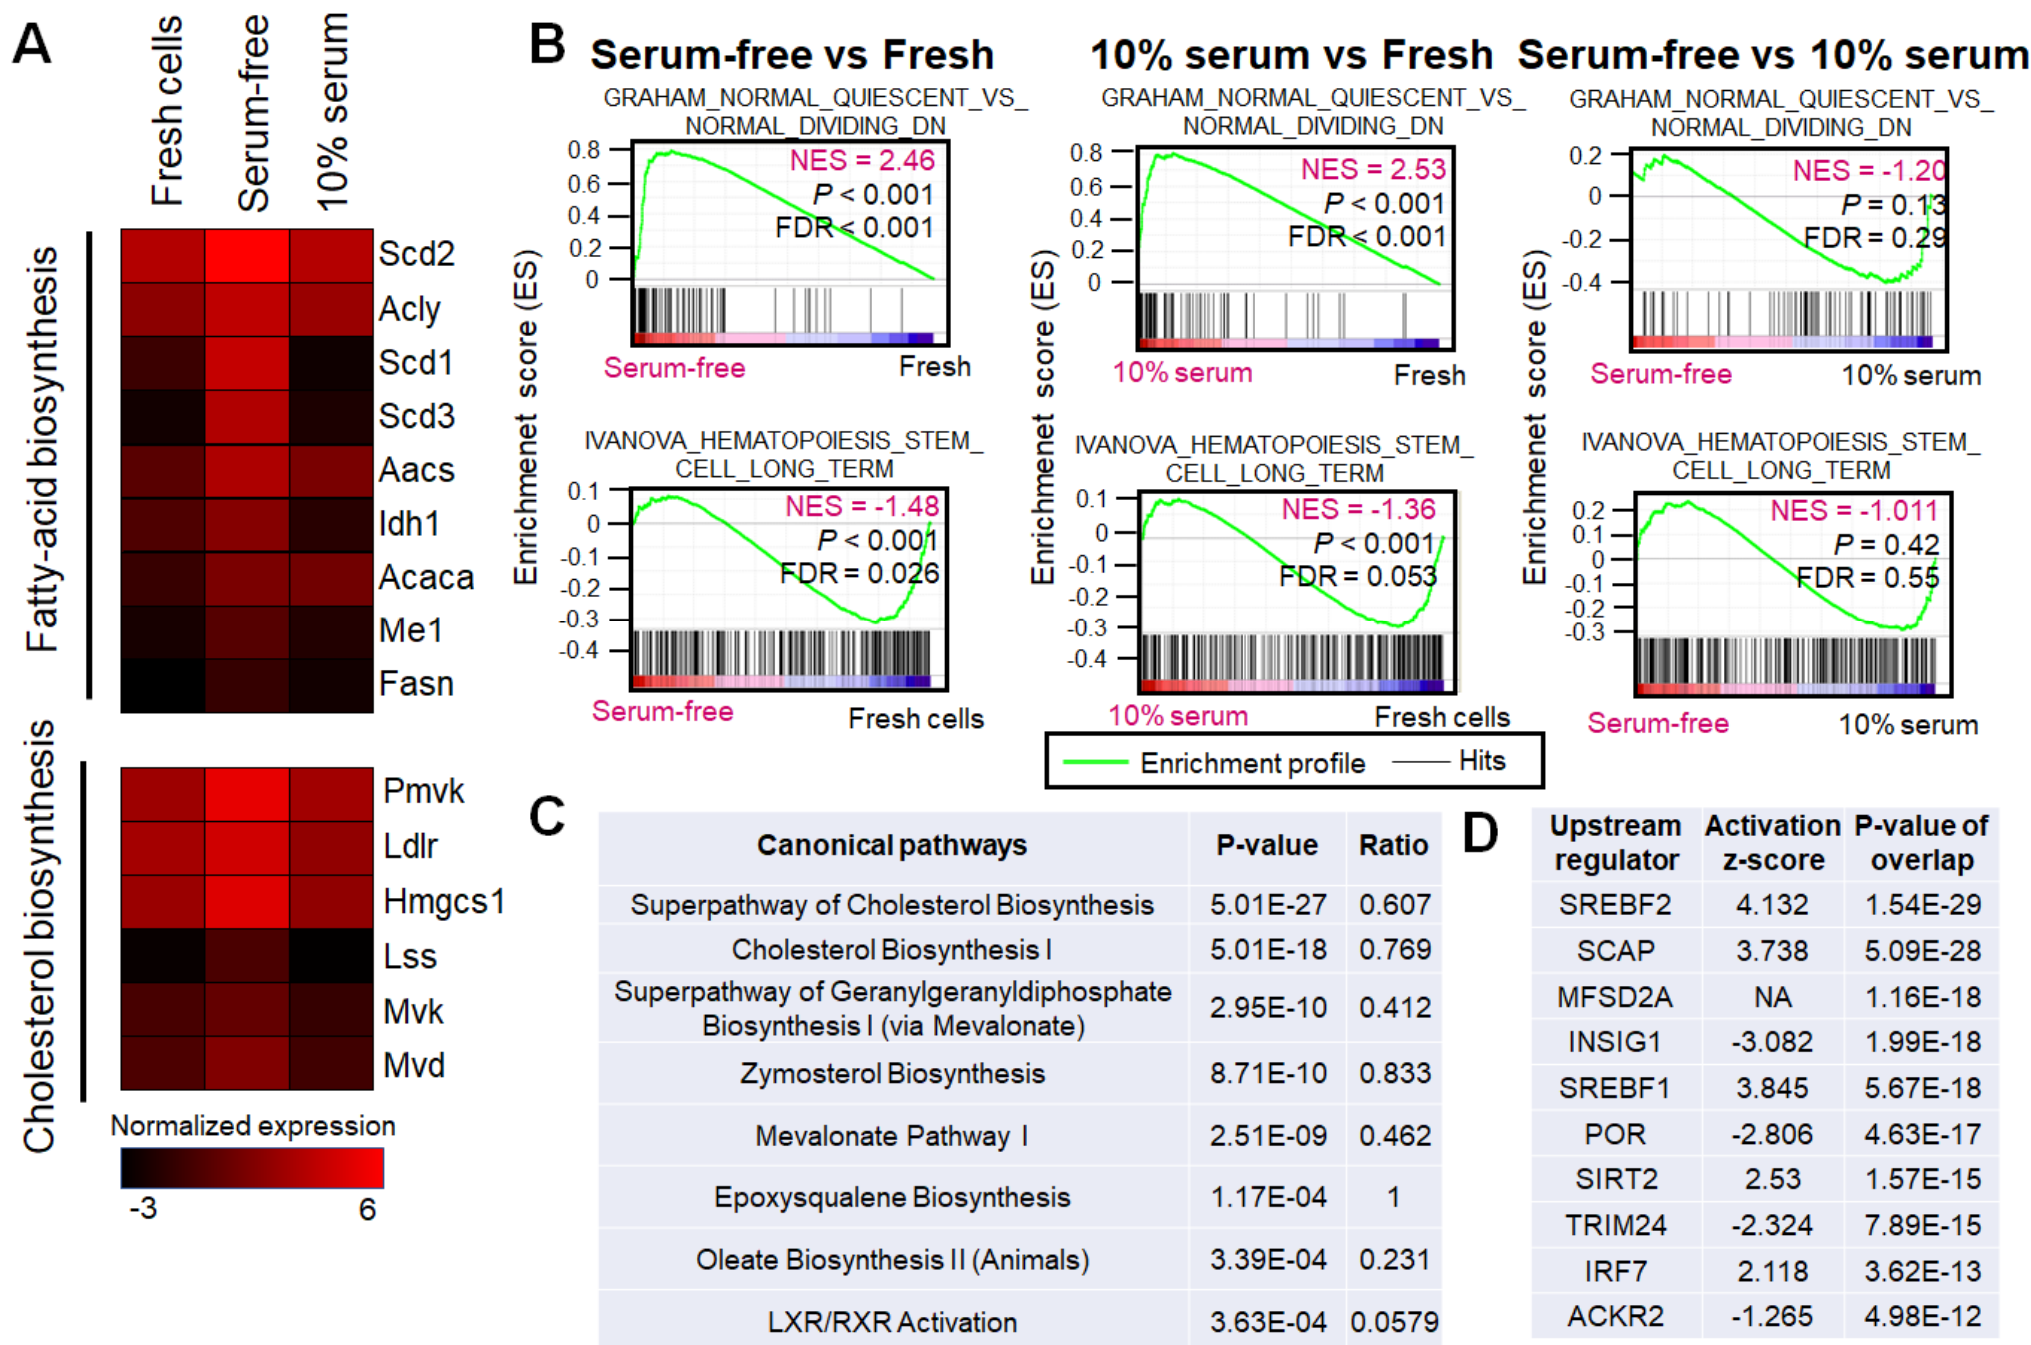 A
Fresh cells
Serum-free
10% serum
Fatty-acid biosynthesis
Scd2
Acly
Scd1
Scd3
Aacs
Idh1
Acaca
Me1
Fasn
Cholesterol biosynthesis
Pmvk
Ldlr
Hmgcs1
Lss
Mvk
Mvd
Normalized expression
-3 6
B
Serum-free vs Fresh
GRAHAM_NORMAL_QUIESCENT_VS_
NORMAL_DIVIDING_DN
Enrichmenet score (ES)
0.8
0.6
0.4
0.2
0
NES = 2.46
P < 0.001
FDR < 0.001
Serum-free Fresh
IVANOVA_HEMATOPOIESIS_STEM_
CELL_LONG_TERM
0.1
0
-0.1
-0.2
-0.3
-0.4
NES = -1.48
P < 0.001
FDR = 0.026
Serum-free Fresh cells
10% serum vs Fresh
GRAHAM_NORMAL_QUIESCENT_VS_
NORMAL_DIVIDING_DN
Enrichmenet score (ES)
0.8
0.6
0.4
0.2
0
NES = 2.53
P < 0.001
FDR < 0.001
10% serum Fresh
IVANOVA_HEMATOPOIESIS_STEM_
CELL_LONG_TERM
0.1
0
-0.1
-0.2
-0.3
-0.4
NES = -1.36
P < 0.001
FDR = 0.053
10% serum Fresh cells
Serum-free vs 10% serum
GRAHAM_NORMAL_QUIESCENT_VS_
NORMAL_DIVIDING_DN
Enrichmenet score (ES)
0.2
0
-0.2
-0.4
NES = -1.20
P = 0.13
FDR = 0.29
Serum-free 10% serum
IVANOVA_HEMATOPOIESIS_STEM_
CELL_LONG_TERM
0.2
0.1
0
-0.1
-0.2
-0.3
NES = -1.011
P = 0.42
FDR = 0.55
Serum-free 10% serum
Enrichment profile Hits
C
Canonical pathways P-value Ratio
Superpathway of Cholesterol Biosynthesis 5.01E-27 0.607
Cholesterol Biosynthesis I 5.01E-18 0.769
Superpathway of Geranylgeranyldiphosphate
Biosynthesis I (via Mevalonate) 2.95E-10 0.412
Zymosterol Biosynthesis 8.71E-10 0.833
Mevalonate Pathway I 2.51E-09 0.462
Epoxysqualene Biosynthesis 1.17E-04 1
Oleate Biosynthesis II (Animals) 3.39E-04 0.231
LXR/RXR Activation 3.63E-04 0.0579
D
Upstream Activation P-value of
regulator z-score overlap
SREBF2 4.132 1.54E-29
SCAP 3.738 5.09E-28
MFSD2A NA 1.16E-18
INSIG1 -3.082 1.99E-18
SREBF1 3.845 5.67E-18
POR -2.806 4.63E-17
SIRT2 2.53 1.57E-15
TRIM24 -2.324 7.89E-15
IRF7 2.118 3.62E-13
ACKR2 -1.265 4.98E-12